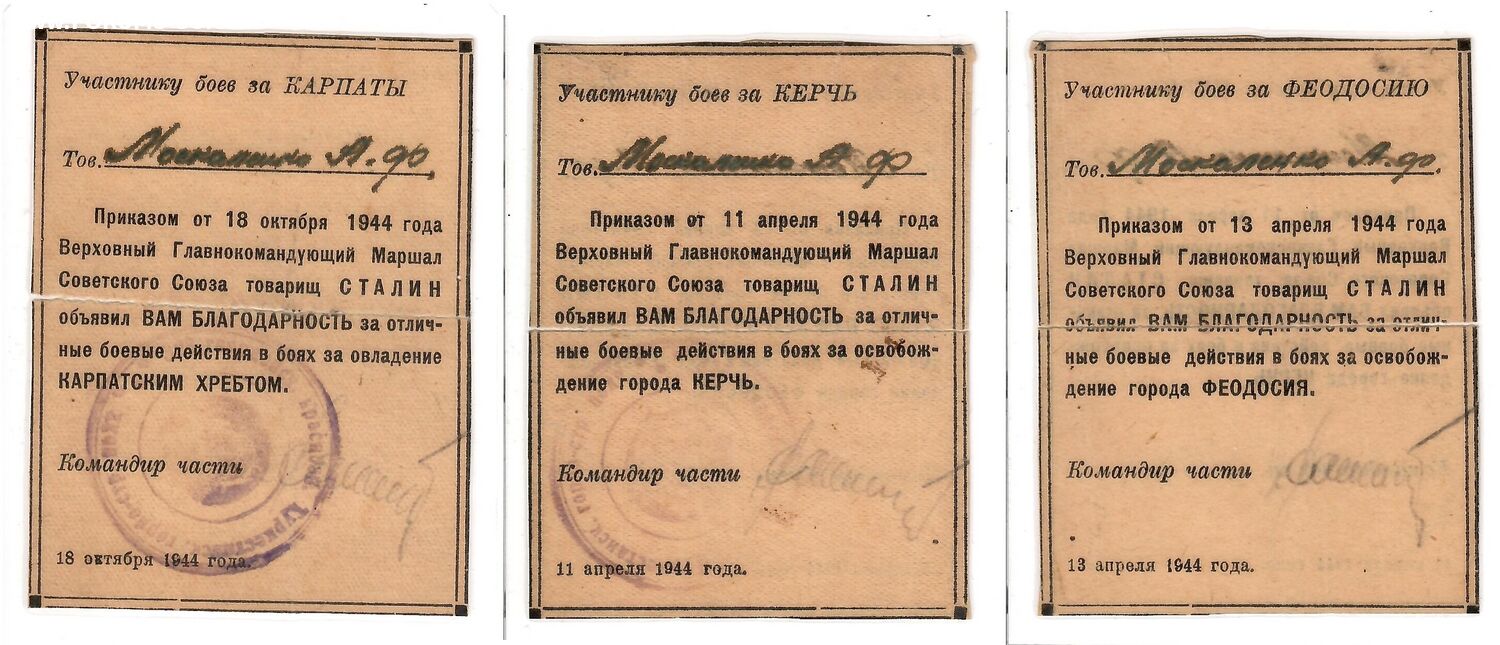 Участнику боев за КАРПАТЫ
Тов. Москаленко А. Ф.
Приказом от 18 октября 1944 года
Верховный Главнокомандующий Маршал
Советского Союза товарищ СТАЛИН
объявил ВАМ БЛАГОДАРНОСТЬ за отлич-
ные боевые действия в боях за овладение
КАРПАТСКИМ ХРЕБТОМ.
Командир части
18 октября 1944 года.
Участнику боев за КЕРЧЬ
Тов. Москаленко А. Ф
Приказом от 11 апреля 1944 года
Верховный Главнокомандующий Маршал
Советского Союза товарищ СТАЛИН
объявил ВАМ БЛАГОДАРНОСТЬ за отлич-
ные боевые действия в боях за освобож-
дение города КЕРЧЬ.
Командир части
11 апреля 1944 года.
Участнику боев за ФЕОДОСИЮ
Тов. Москаленко А. Ф.
Приказом от 13 апреля 1944 года
Верховный Главнокомандующий Маршал
Советского Союза товарищ СТАЛИН
объявил ВАМ БЛАГОДАРНОСТЬ за отлич-
ные боевые действия в боях за освобож-
дение города ФЕОДОСИЯ.
Командир части
13 апреля 1944 года.